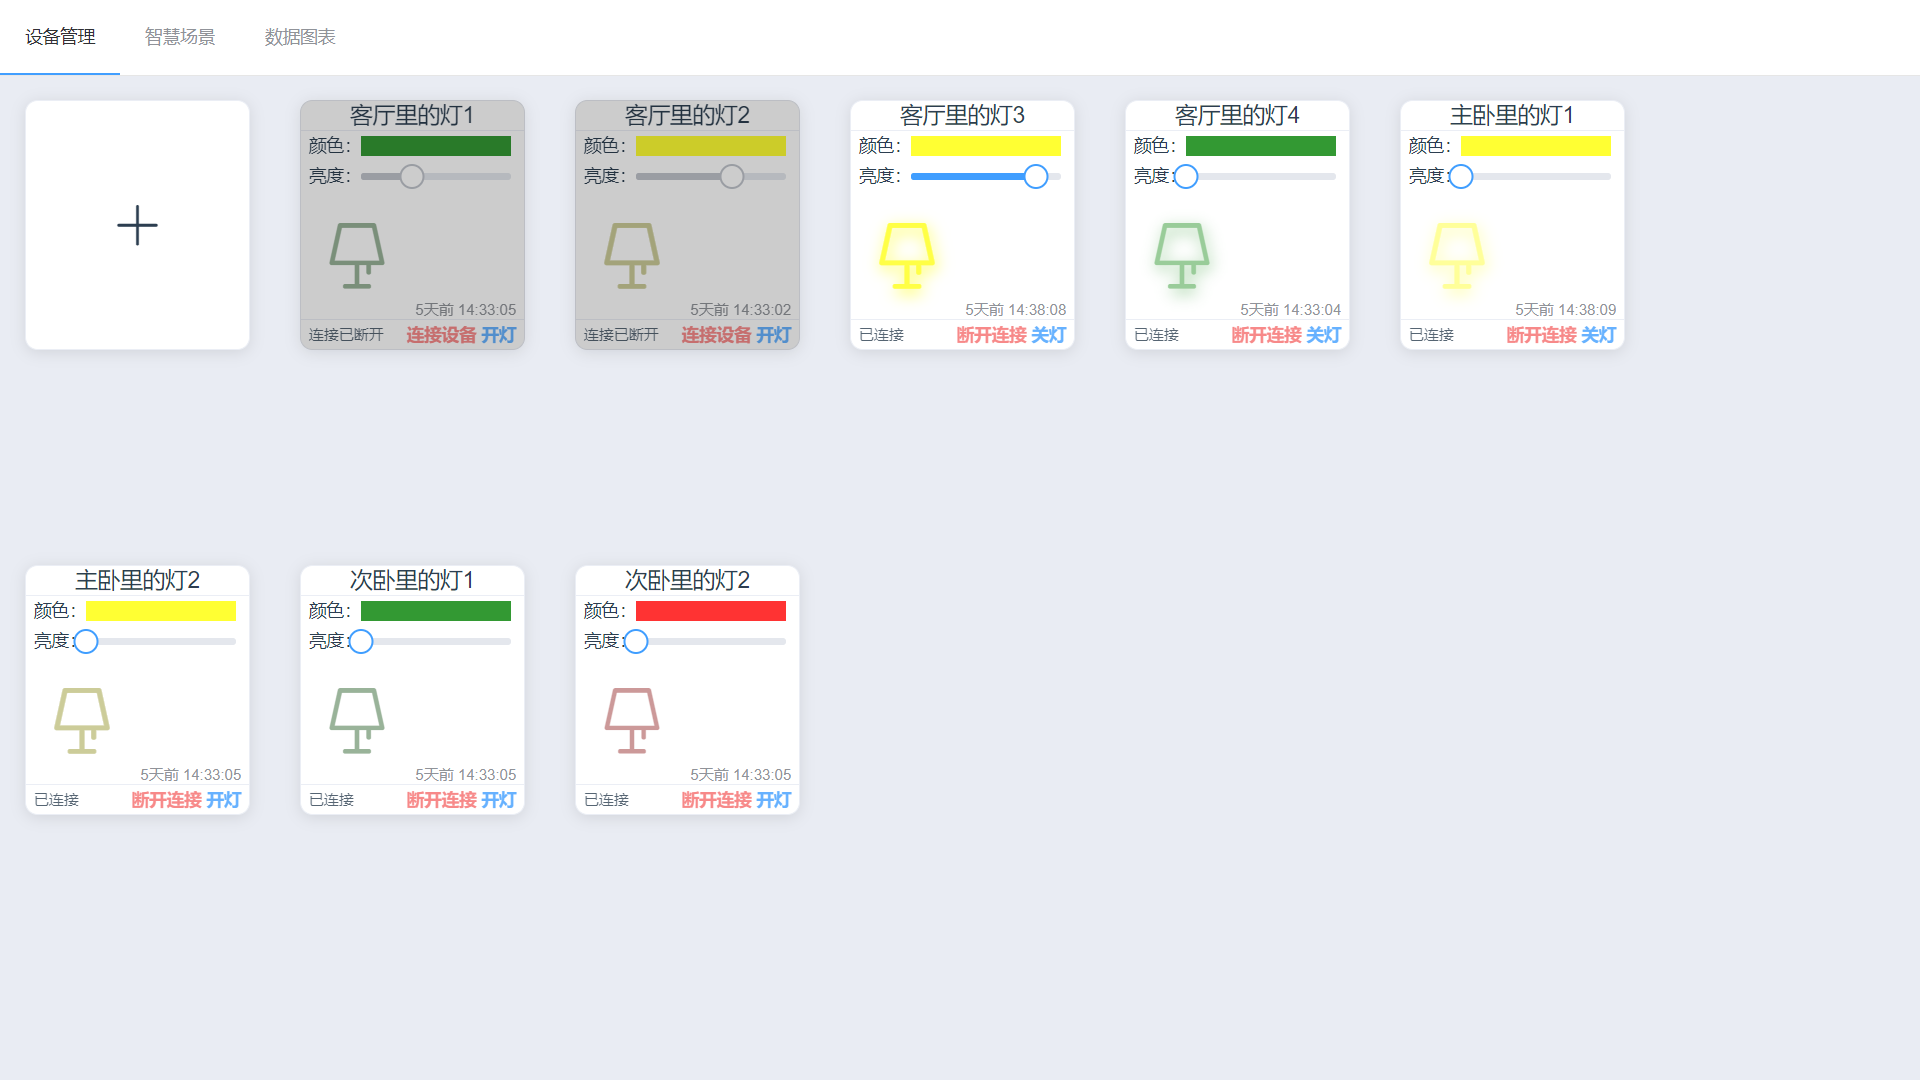 设备管理
智慧场景
数据图表
客厅里的灯1
颜色：
亮度：
5天前 14:33:05
连接已断开 连接设备 开灯
客厅里的灯2
颜色：
亮度：
5天前 14:33:02
连接已断开 连接设备 开灯
客厅里的灯3
颜色：
亮度：
5天前 14:38:08
已连接 断开连接 关灯
客厅里的灯4
颜色：
亮度：
5天前 14:33:04
已连接 断开连接 关灯
主卧里的灯1
颜色：
亮度：
5天前 14:38:09
已连接 断开连接 关灯
主卧里的灯2
颜色：
亮度：
5天前 14:33:05
已连接 断开连接 开灯
次卧里的灯1
颜色：
亮度：
5天前 14:33:05
已连接 断开连接 开灯
次卧里的灯2
颜色：
亮度：
5天前 14:33:05
已连接 断开连接 开灯